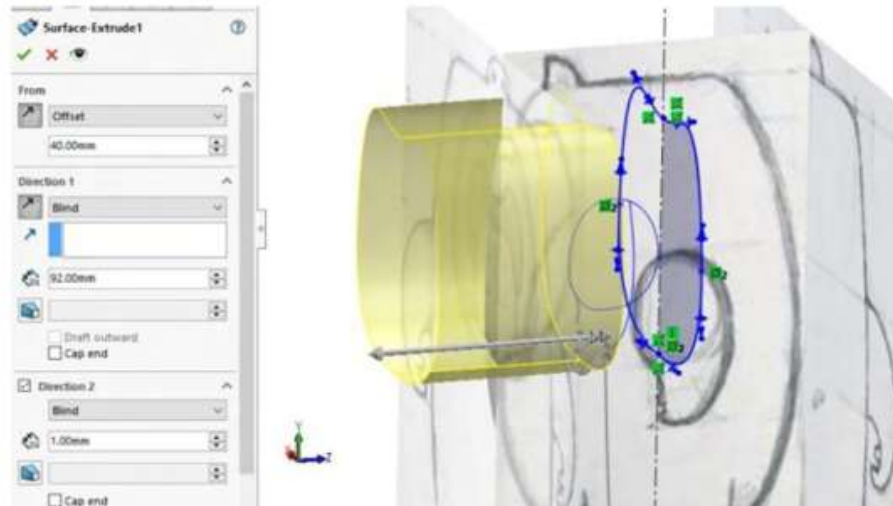 Surface-Extrude1
From
Offset
40.00mm
Direction 1
Blind
92.00mm
Draft outward
Cap end
Direction 2
Blind
1.00mm
Cap end
Y
Z